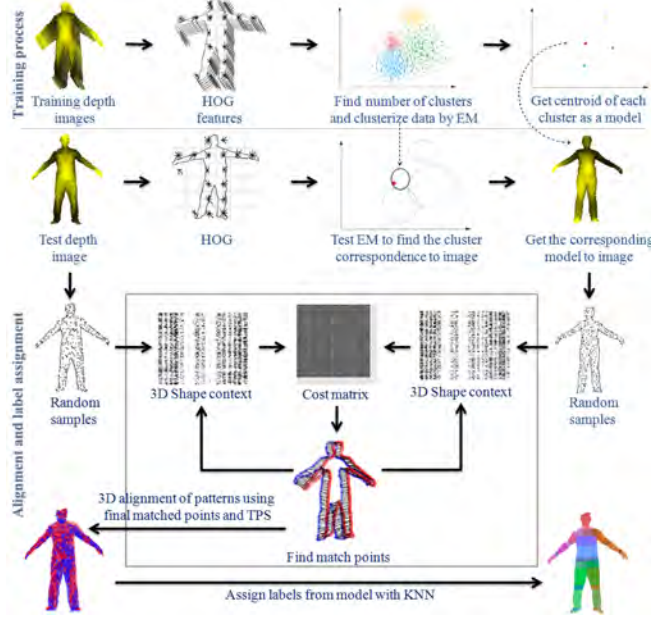 Training process
Training depth
images
HOG
features
Find number of clusters
and clusterize data by EM
Get centroid of each
cluster as a model
Test depth
image
HOG
Test EM to find the cluster
correspondence to image
Get the corresponding
model to image
Alignment and label assignment
Random
samples
3D Shape context
Cost matrix
3D Shape context
Random
samples
3D alignment of patterns using
final matched points and TPS
Find match points
Assign labels from model with KNN